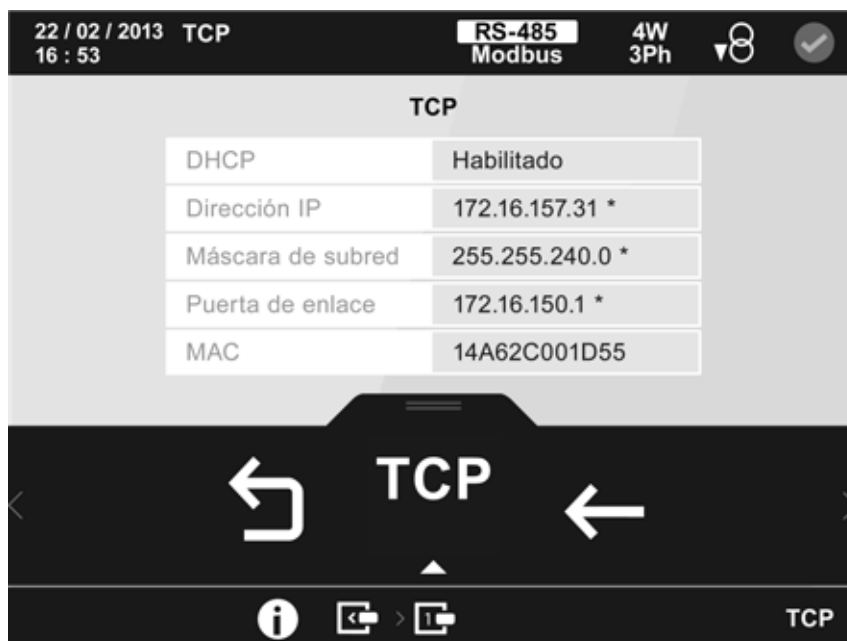 22 / 02 / 2013 TCP RS-485 4W
16 : 53 Modbus 3Ph
TCP
DHCP Habilitado
Dirección IP 172.16.157.31 *
Máscara de subred 255.255.240.0 *
Puerta de enlace 172.16.150.1 *
MAC 14A62C001D55
TCP
1
TCP